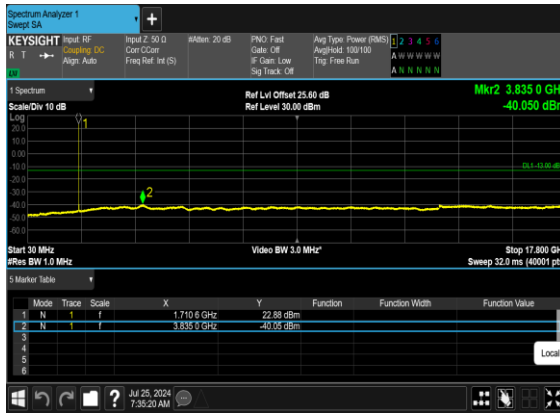 Spectrum Analyzer 1
Swept SA
KEYSIGHT Input: RF Input Z: 50 Ω #Atten: 20 dB PNO: Fast Avg Type: Power (RMS) 1 2 3 4 5 6
R T Coupling: DC Corr CCorr Gate: Off Avg|Hold: 100/100 A W W W W W
Align: Auto Freq Ref: Int (S) IF Gain: Low Trig: Free Run
Sig Track: Off A N N N N N
1 Spectrum Ref Lvl Offset 25.60 dB Mkr2 3.835 0 GHz
Scale/Div 10 dB Ref Level 30.00 dBm -40.050 dBm
Log
20.0
10.0
0.00
-10.0
-20.0
-30.0
-40.0
-50.0
-60.0
1
2
DL1 -13.00 dB
Start 30 MHz Video BW 3.0 MHz* Stop 17.800 GH
#Res BW 1.0 MHz Sweep 32.0 ms (40001 pt
5 Marker Table
Mode Trace Scale X Y Function Function Width Function Value
1 N 1 f 1.710 6 GHz 22.88 dBm
2 N 1 f 3.835 0 GHz -40.05 dBm
3
4
5
6
Local
? Jul 25, 2024
7:35:20 AM